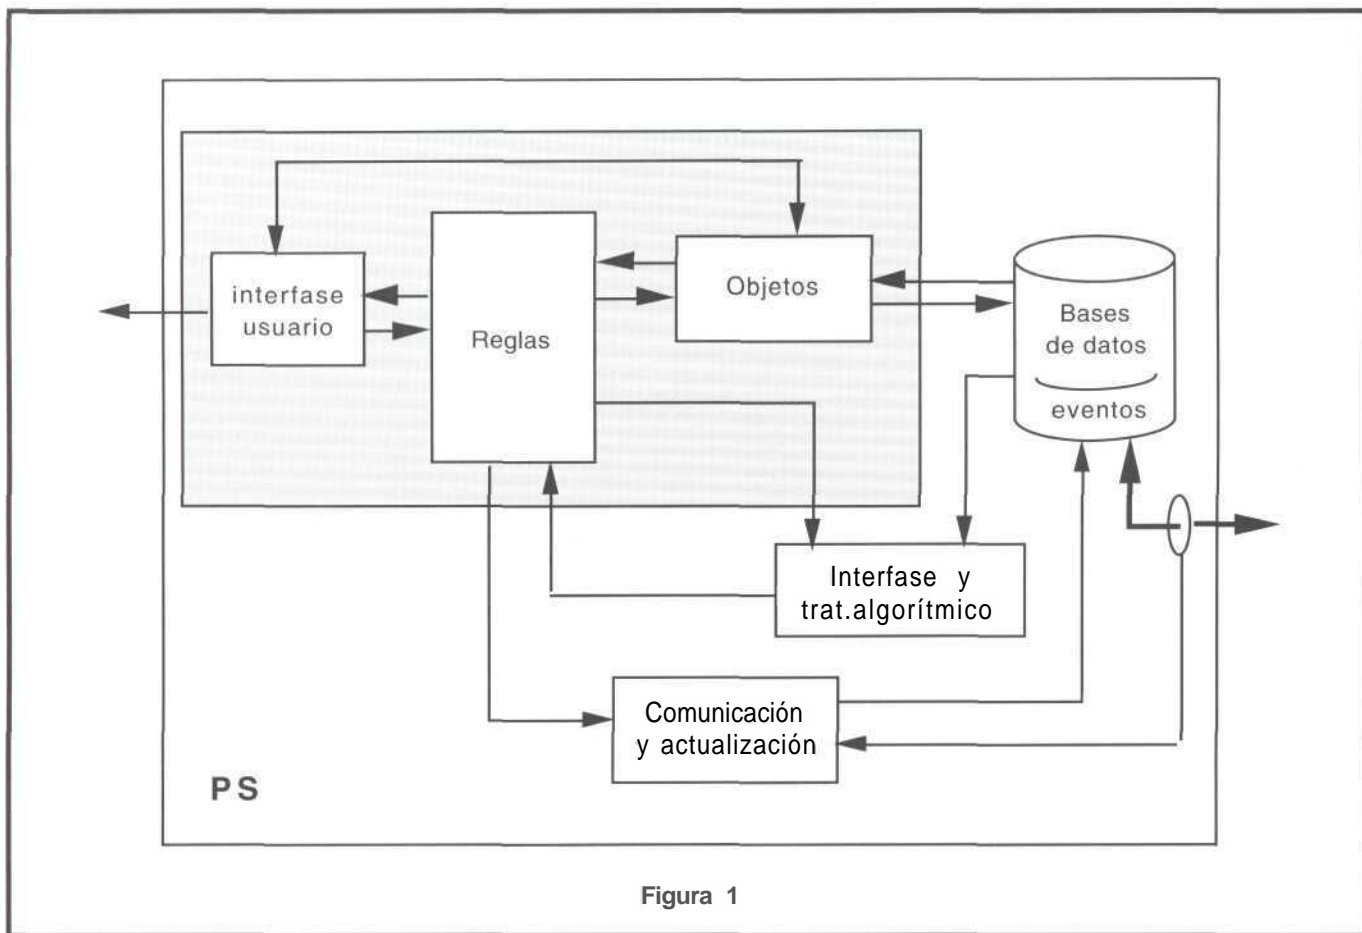 interfase
usuario
Reglas
Objetos
Bases
de datos
eventos
Interfase y
trat.algorítmico
Comunicación
y actualización
PS
Figura 1